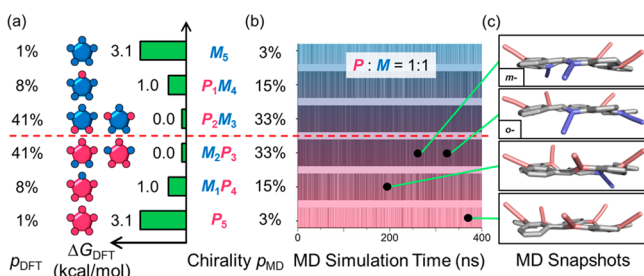 (a) (b) (c)
1% 3.1 M5 3%
P : M = 1:1
8% 1.0 P1M4 15%
m-
41% 0.0 P2M3 33%
o-
41% 0.0 M2P3 33%
8% 1.0 M1P4 15%
1% 3.1 P5 3%
0 200 400
pDFT ΔGDFT Chirality pMD MD Simulation Time (ns) MD Snapshots
(kcal/mol)